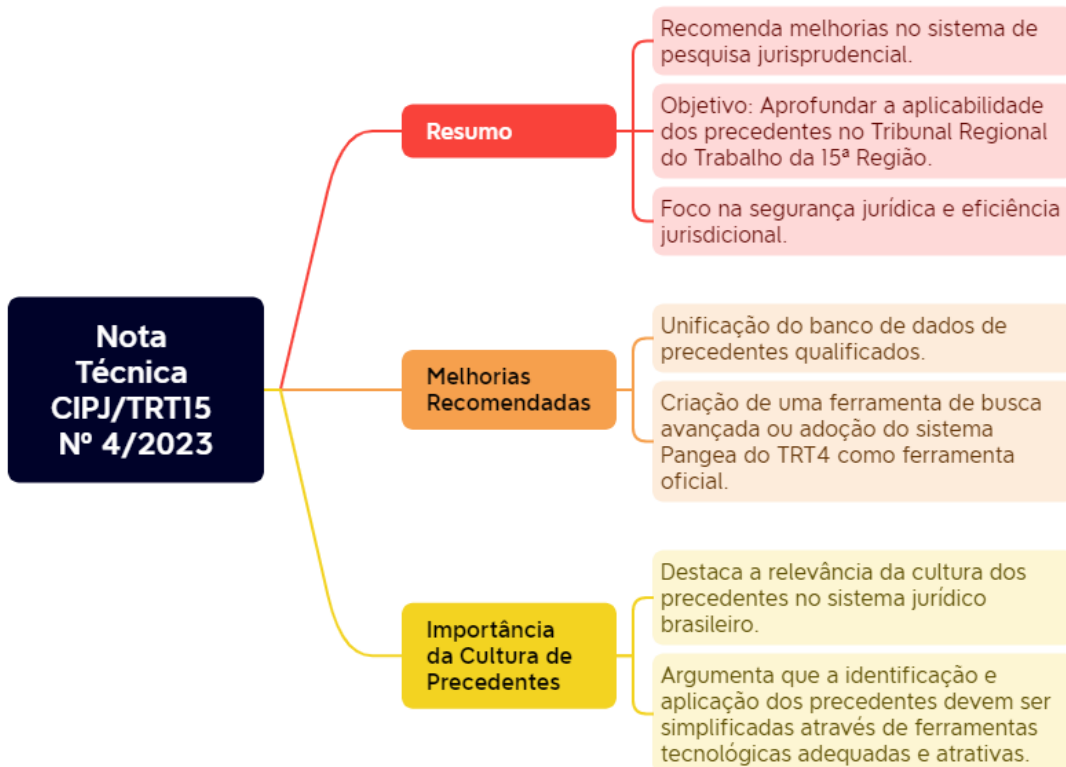 Nota
Técnica
CIPJ/TRT15
Nº 4/2023
Resumo
Recomenda melhorias no sistema de
pesquisa jurisprudencial.
Objetivo: Aprofundar a aplicabilidade
dos precedentes no Tribunal Regional
do Trabalho da 15ª Região.
Foco na segurança jurídica e eficiência
jurisdicional.
Melhorias
Recomendadas
Unificação do banco de dados de
precedentes qualificados.
Criação de uma ferramenta de busca
avançada ou adoção do sistema
Pangea do TRT4 como ferramenta
oficial.
Importância
da Cultura de
Precedentes
Destaca a relevância da cultura dos
precedentes no sistema jurídico
brasileiro.
Argumenta que a identificação e
aplicação dos precedentes devem ser
simplificadas através de ferramentas
tecnológicas adequadas e atrativas.